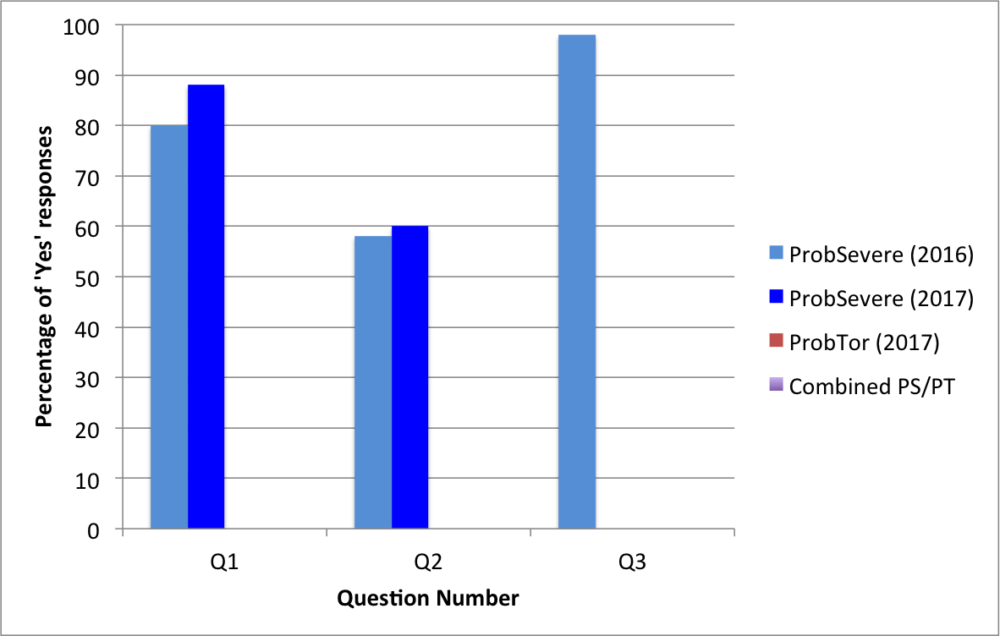 Percentage of 'Yes' responses
100
90
80
70
60
50
40
30
20
10
0
Q1 Q2 Q3
Question Number
ProbSevere (2016)
ProbSevere (2017)
ProbTor (2017)
Combined PS/PT